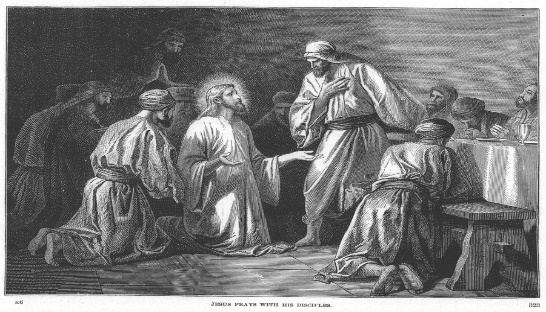 JESUS PRAYS WITH HIS DISCIPLES.
323